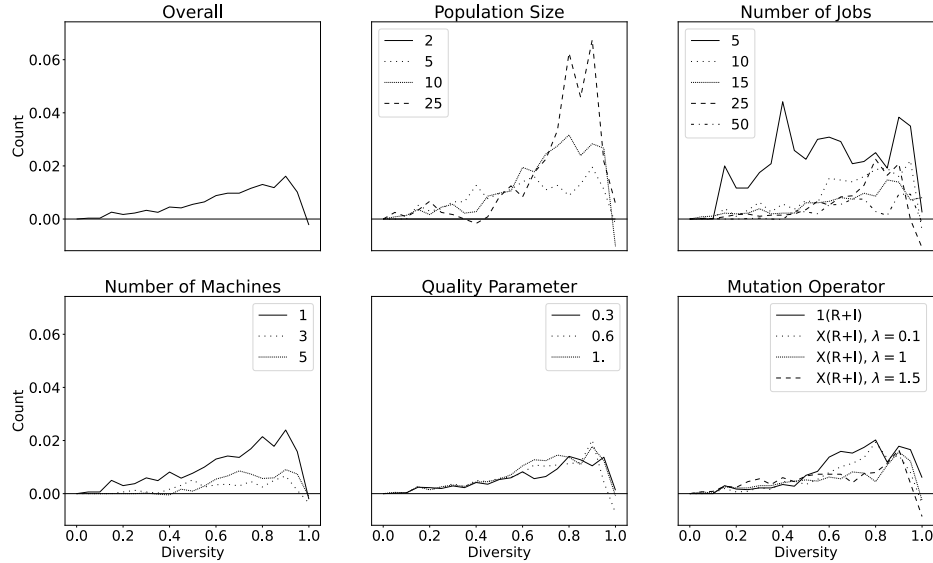 Overall
Count
0.06
0.04
0.02
0.00
Population Size
2
5
10
25
Number of Jobs
5
10
15
25
50
Number of Machines
Count
0.06
0.04
0.02
0.00
1
3
5
0.0 0.2 0.4 0.6 0.8 1.0
Diversity
Quality Parameter
0.3
0.6
1.
0.0 0.2 0.4 0.6 0.8 1.0
Diversity
Mutation Operator
1(R+I)
X(R+I), λ = 0.1
X(R+I), λ = 1
X(R+I), λ = 1.5
0.0 0.2 0.4 0.6 0.8 1.0
Diversity